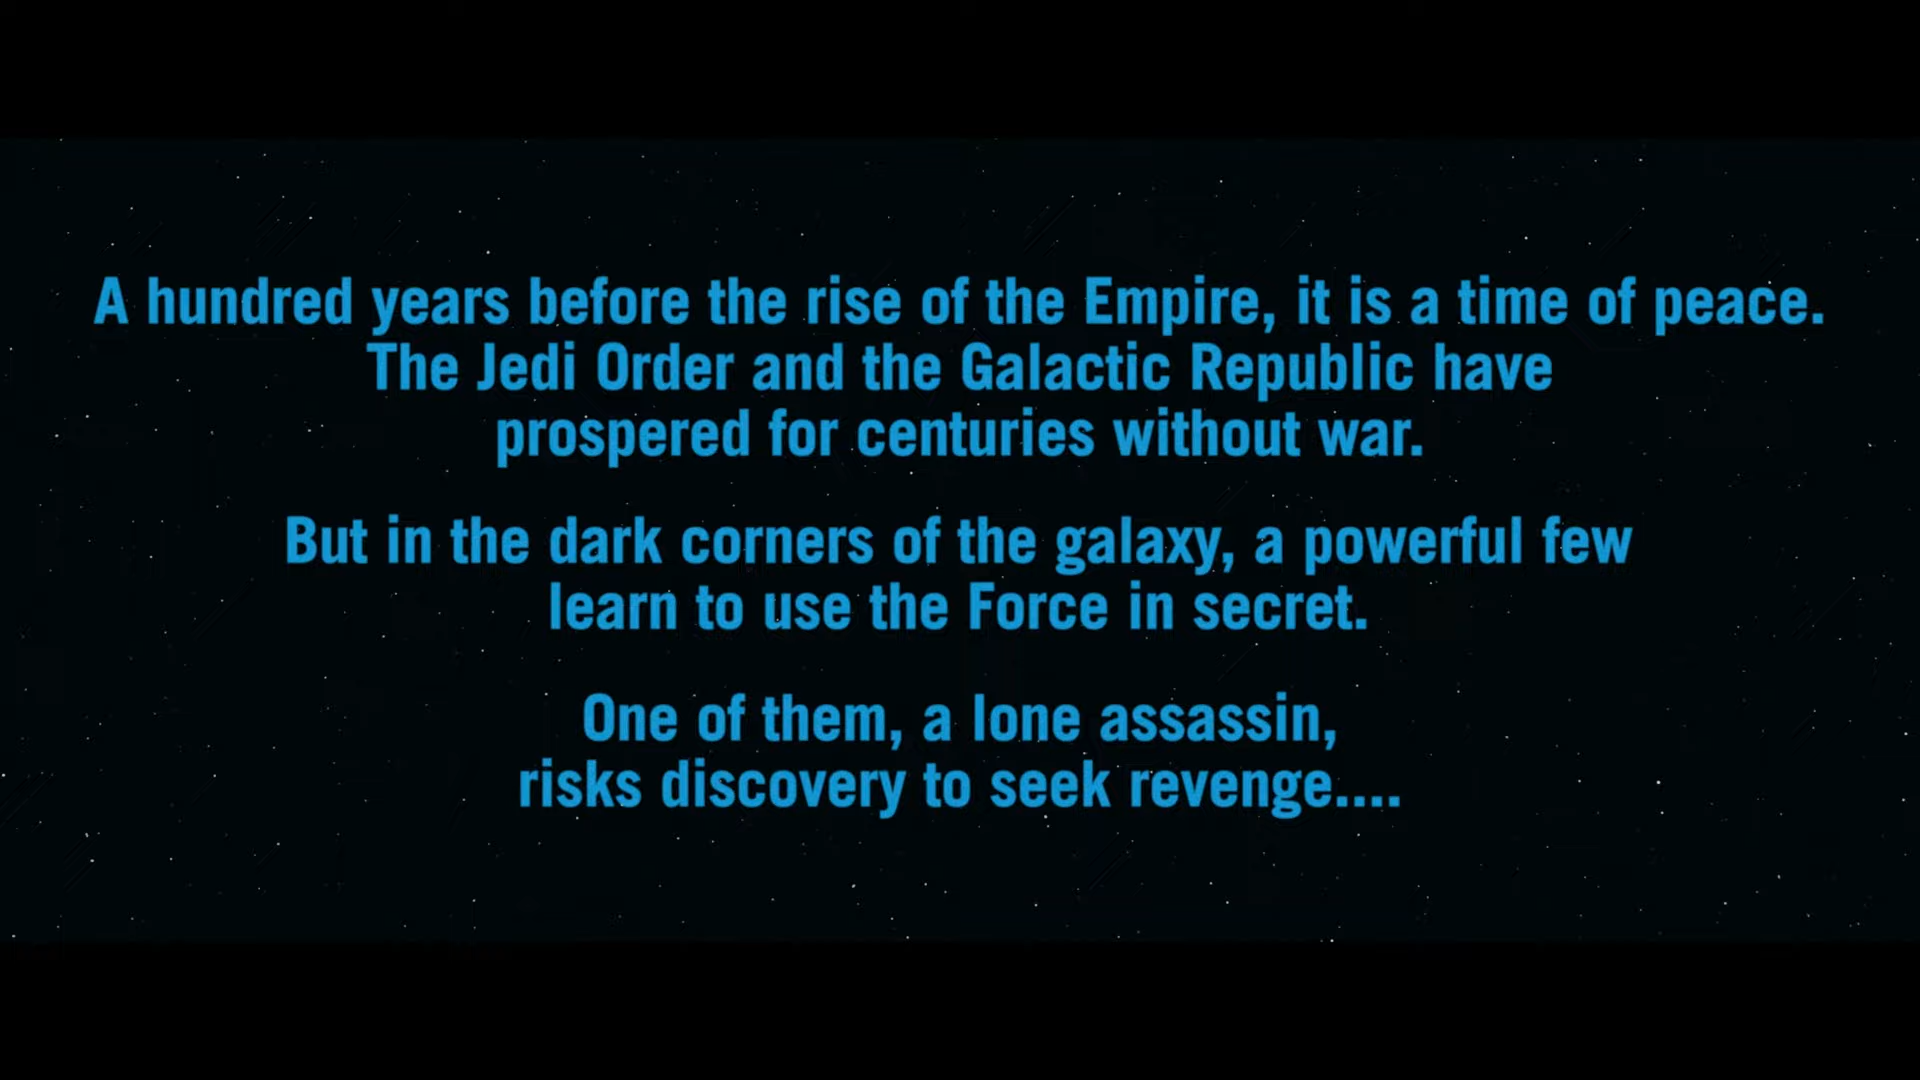 A hundred years before the rise of the Empire, it is a time of peace.
The Jedi Order and the Galactic Republic have
prospered for centuries without war.
But in the dark corners of the galaxy, a powerful few
learn to use the Force in secret.
One of them, a lone assassin,
risks discovery to seek revenge....